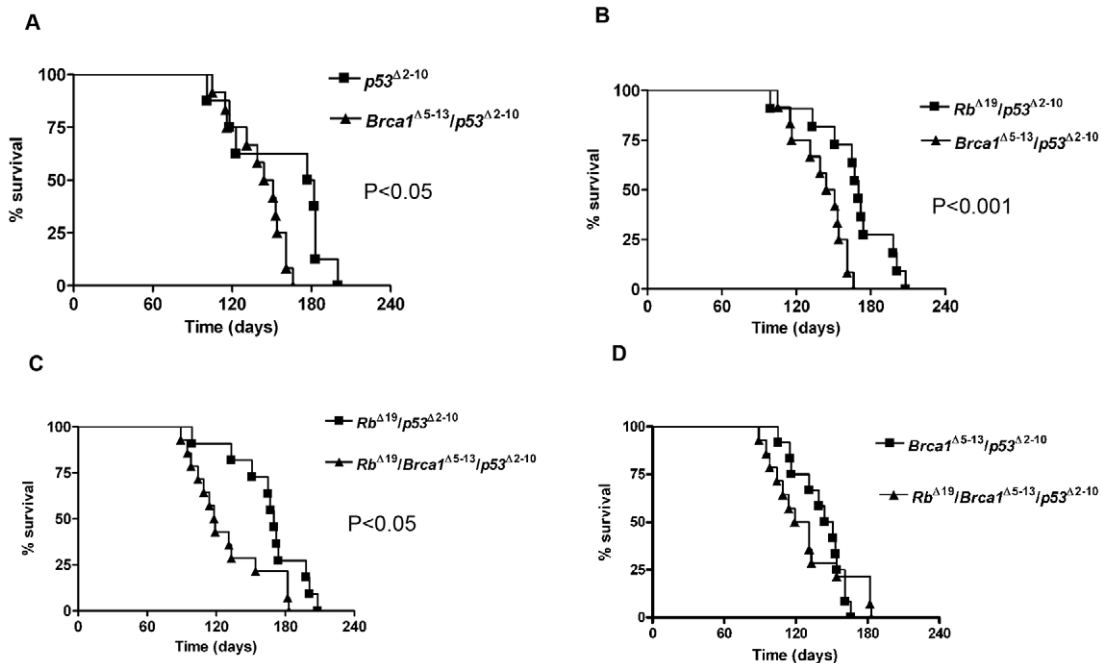 A
p53Δ2-10
Brca1Δ5-13/p53Δ2-10
P<0.05
% survival
100
75
50
25
0
0 60 120 180 240
Time (days)
B
RbΔ19/p53Δ2-10
Brca1Δ5-13/p53Δ2-10
P<0.001
% survival
100
75
50
25
0
0 60 120 180 240
Time (days)
C
RbΔ19/p53Δ2-10
RbΔ19/Brca1Δ5-13/p53Δ2-10
P<0.05
% survival
100
75
50
25
0
0 60 120 180 240
Time (days)
D
Brca1Δ5-13/p53Δ2-10
RbΔ19/Brca1Δ5-13/p53Δ2-10
% survival
100
75
50
25
0
0 60 120 180 240
Time (days)